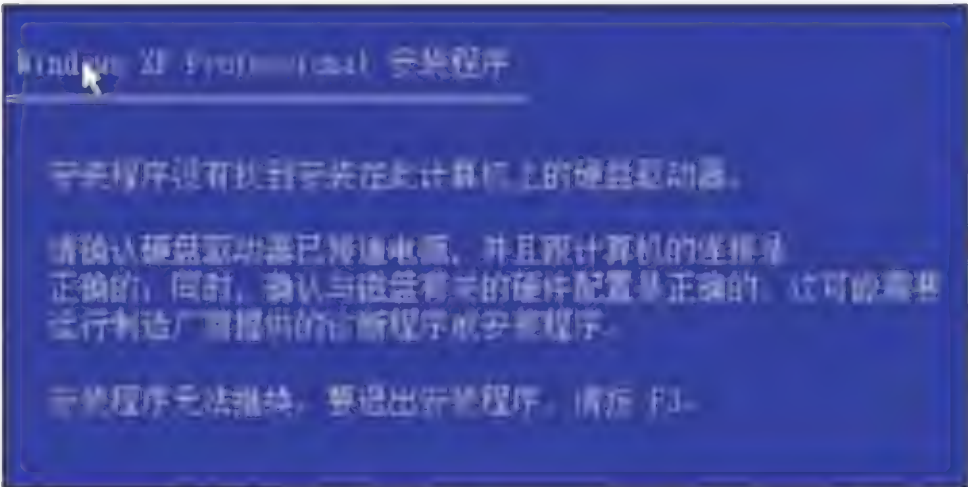 Windows XP Professional 安装程序
安装程序没有找到安装在此计算机上的硬盘驱动器。
请确认磁盘驱动器已接通电源，并且跟计算机的连接是
正确的；同时，确认与磁盘有关的硬件配置是正确的。这可能需要
运行制造厂商提供的诊断程序或安装程序。
安装程序无法继续。要退出安装程序，请按 F3。